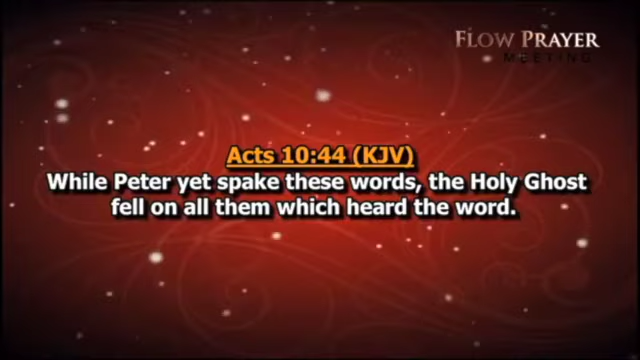 FLOW PRAYER
MEETING
Acts 10:44 (KJV)
While Peter yet spake these words, the Holy Ghost
fell on all them which heard the word.